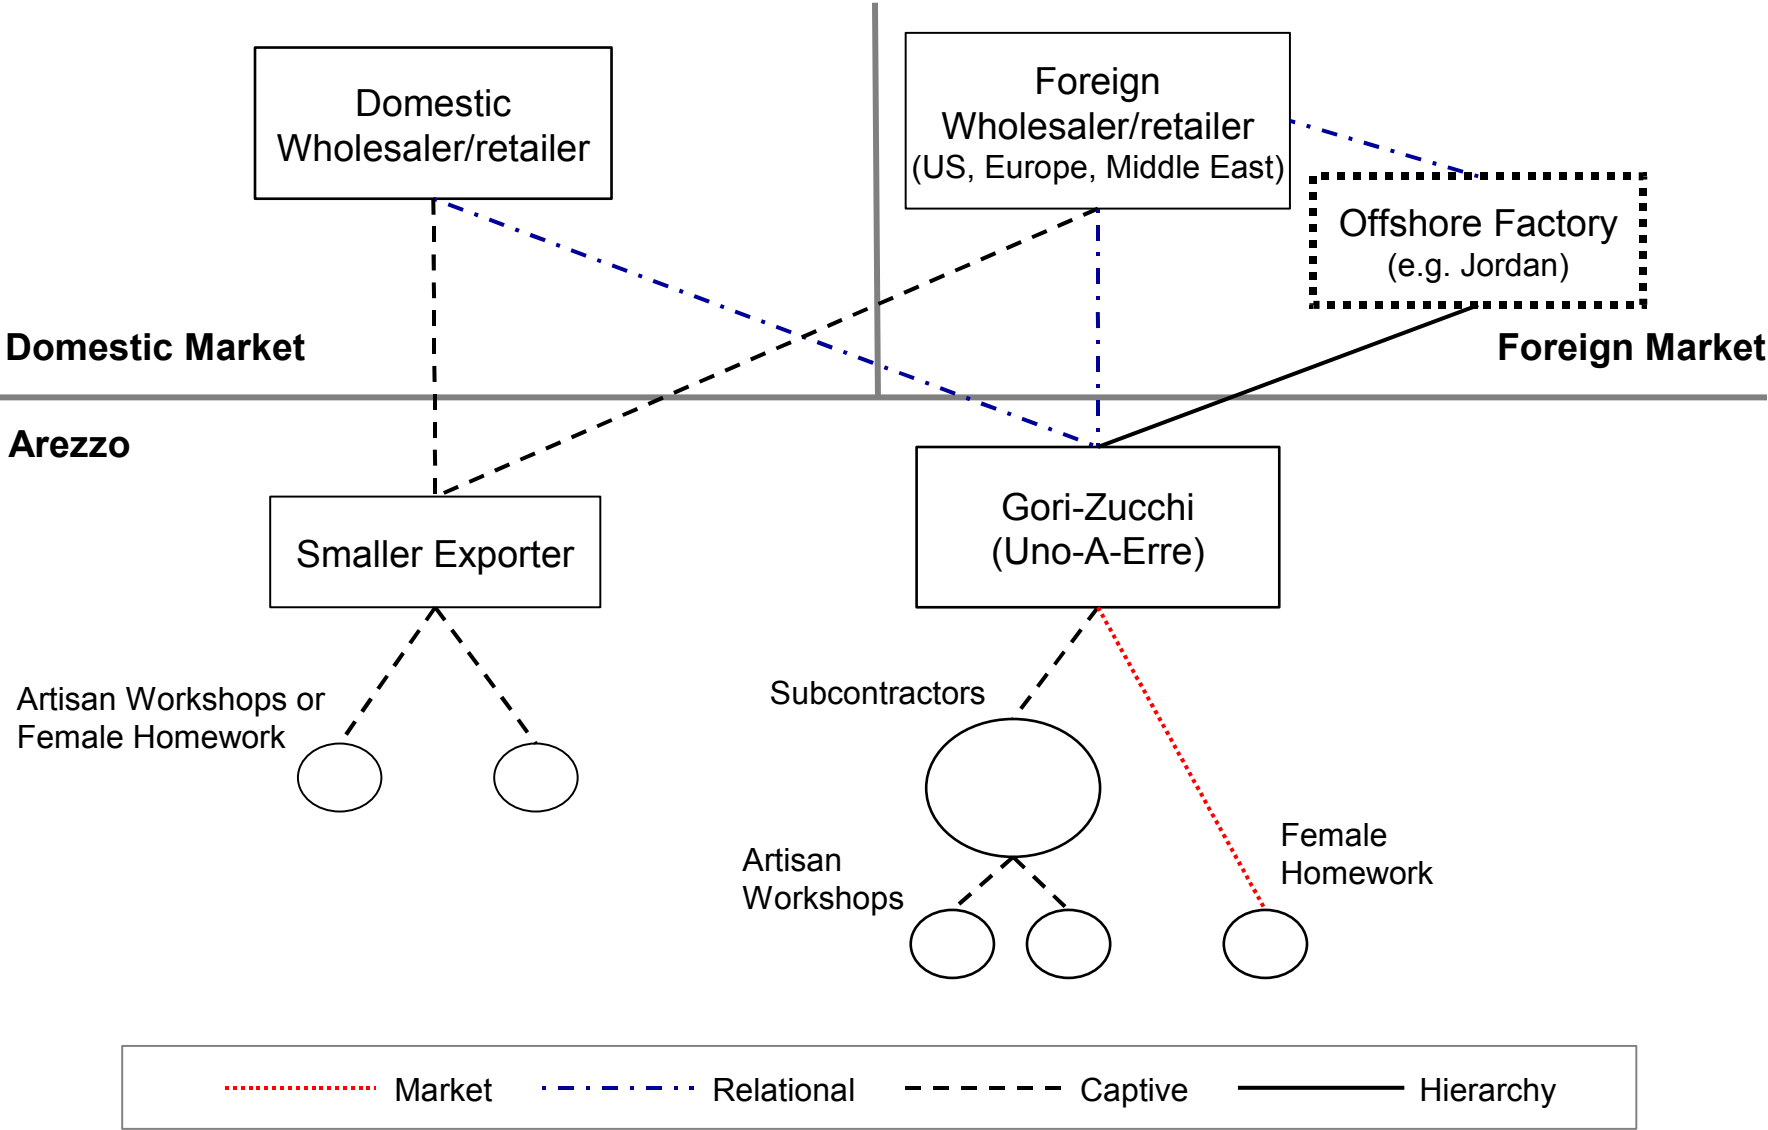 Domestic
Wholesaler/retailer
Foreign
Wholesaler/retailer
(US, Europe, Middle East)
Offshore Factory
(e.g. Jordan)
Domestic Market
Foreign Market
Arezzo
Smaller Exporter
Gori-Zucchi
(Uno-A-Erre)
Artisan Workshops or
Female Homework
Subcontractors
Artisan
Workshops
Female
Homework
Market
Relational
Captive
Hierarchy